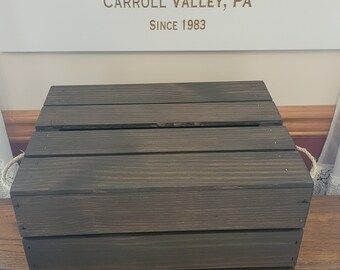 CARROLL VALLEY, PA
SINCE 1983